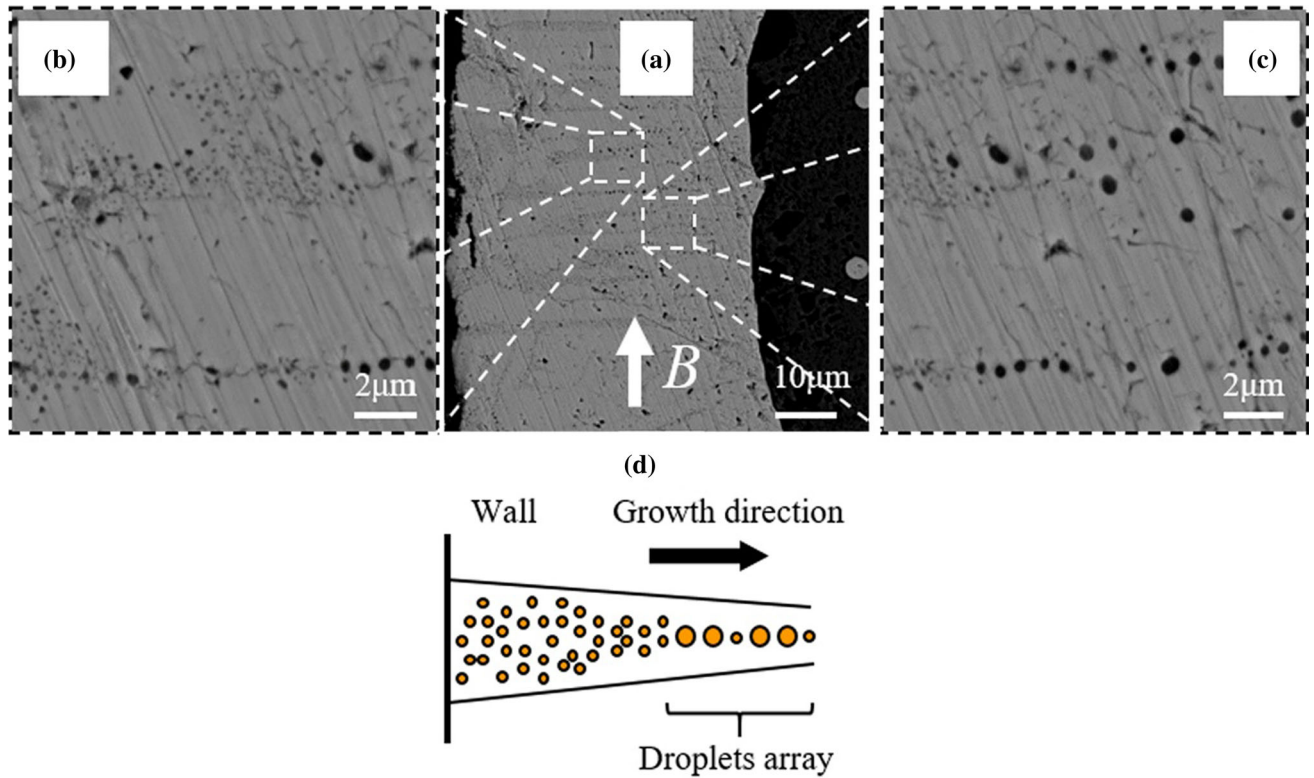 (b)
(a)
(c)
B
2μm
10μm
2μm
(d)
Wall
Growth direction
Droplets array